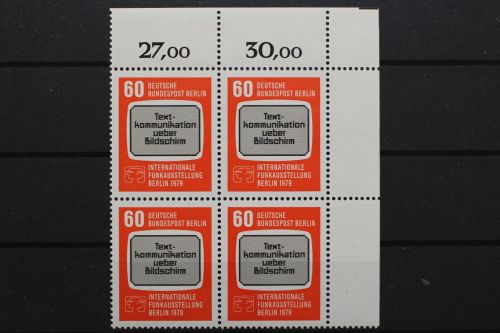 27,00 30,00
60 DEUTSCHE
BUNDESPOST BERLIN
Text-
kommunikation
ueber
Bildschirm
INTERNATIONALE
FUNKAUSSTELLUNG
BERLIN 1979
60 DEUTSCHE
BUNDESPOST BERLIN
Text-
kommunikation
ueber
Bildschirm
INTERNATIONALE
FUNKAUSSTELLUNG
BERLIN 1979
60 DEUTSCHE
BUNDESPOST BERLIN
Text-
kommunikation
ueber
Bildschirm
INTERNATIONALE
FUNKAUSSTELLUNG
BERLIN 1979
60 DEUTSCHE
BUNDESPOST BERLIN
Text-
kommunikation
ueber
Bildschirm
INTERNATIONALE
FUNKAUSSTELLUNG
BERLIN 1979